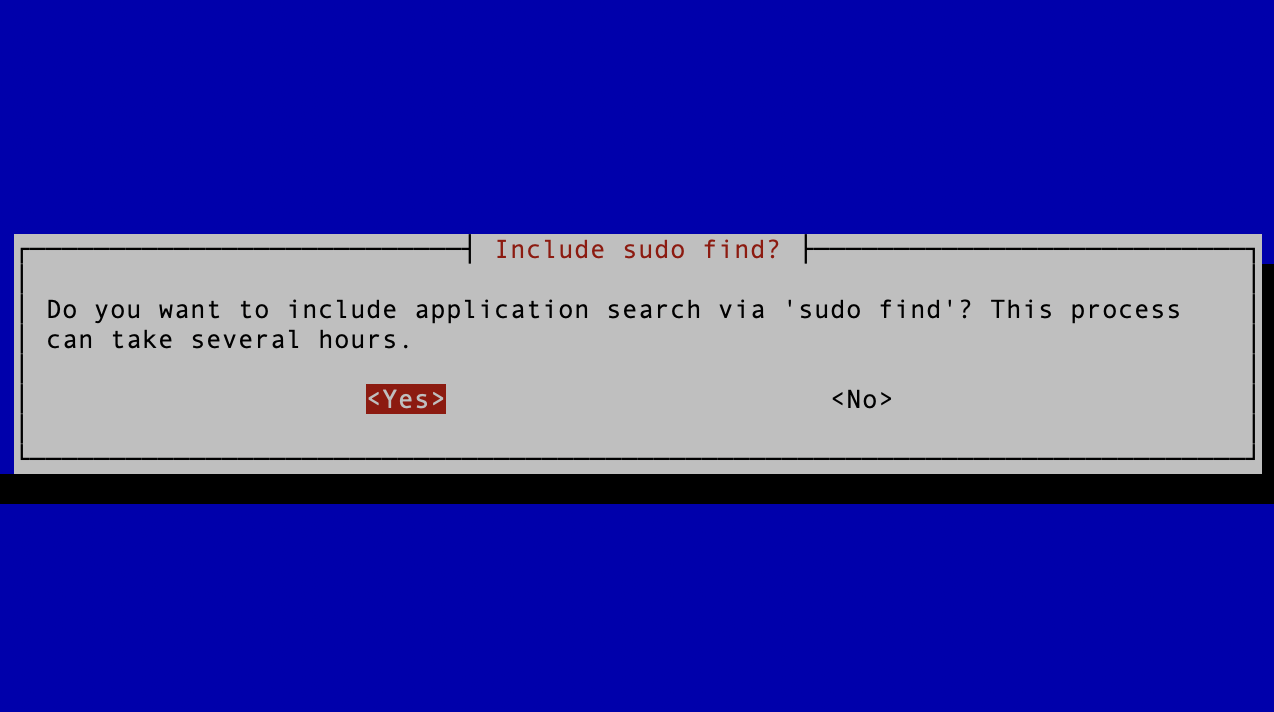 Include sudo find?
Do you want to include application search via 'sudo find'? This process
can take several hours.
<Yes> <No>